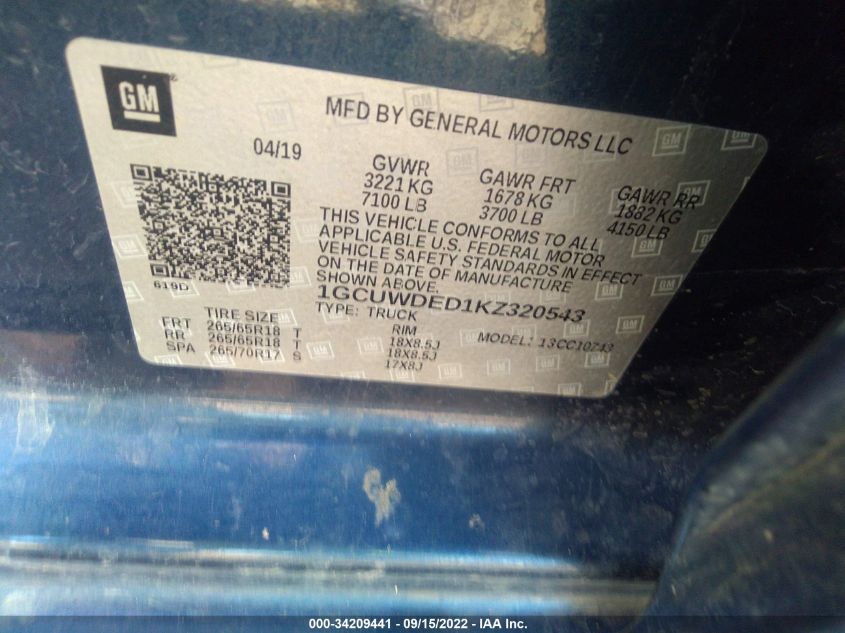 GM
MFD BY GENERAL MOTORS LLC
04/19
GVWR
3221 KG
7100 LB
GAWR FRT
1678 KG
3700 LB
GAWR RR
1882 KG
4150 LB
THIS VEHICLE CONFORMS TO ALL
APPLICABLE U.S. FEDERAL MOTOR
VEHICLE SAFETY STANDARDS IN EFFECT
ON THE DATE OF MANUFACTURE
SHOWN ABOVE.
619D
1GCUWDED1KZ320543
TYPE: TRUCK
MODEL: 13CC10743
TIRE SIZE
RIM
FRT 265/65R18 T 18X8.5J
RR 265/65R18 T 18X8.5J
SPA 265/70R17 S 17X8J
000-34209441 - 09/15/2022 - IAA Inc.